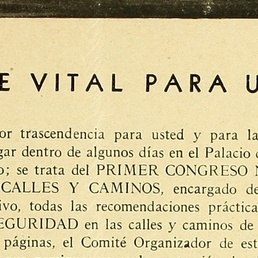 E VITAL PARA U
or trascendencia para usted y para la
gar dentro de algunos días en el Palacio
o; se trata del PRIMER CONGRESO N
CALLES Y CAMINOS, encargado de
ivo, todas las recomendaciones práctica
SEGURIDAD en las calles y caminos de
páginas, el Comité Organizador de est